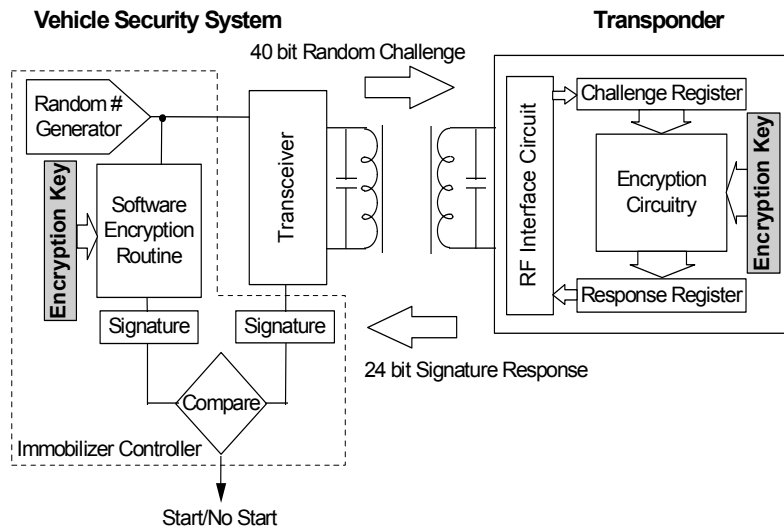 Vehicle Security System
Transponder
40 bit Random Challenge
Random #
Generator
Encryption Key
Software
Encryption
Routine
Transceiver
Signature
Signature
Compare
Immobilizer Controller
Start/No Start
RF Interface Circuit
Challenge Register
Encryption
Circuitry
Encryption Key
Response Register
24 bit Signature Response